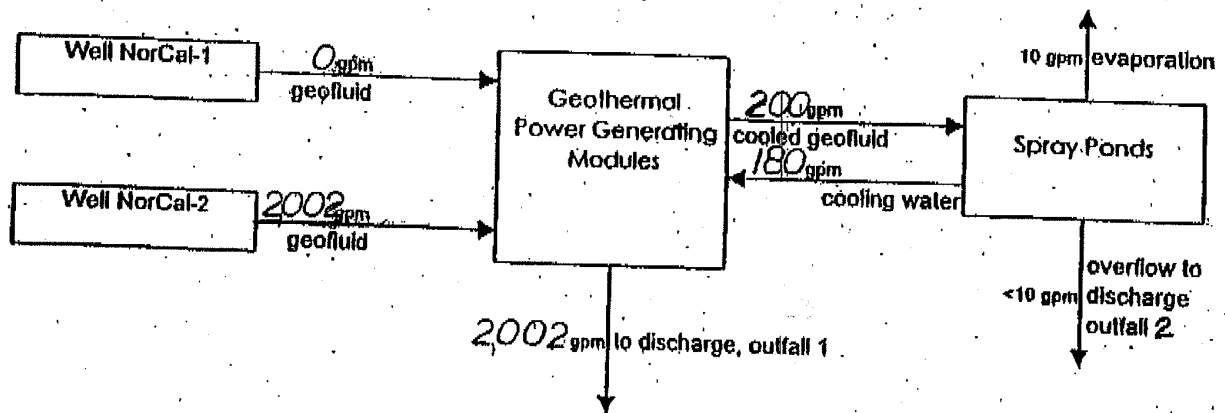 Well NorCal-1
0 gpm
geofluid
Well NorCal-2
2002 gpm
geofluid
Geothermal
Power Generating
Modules
200 gpm
cooled geofluid
180 gpm
cooling water
Spray Ponds
10 gpm evaporation
<10 gpm
overflow to
discharge
outfall 2
2,002 gpm to discharge, outfall 1